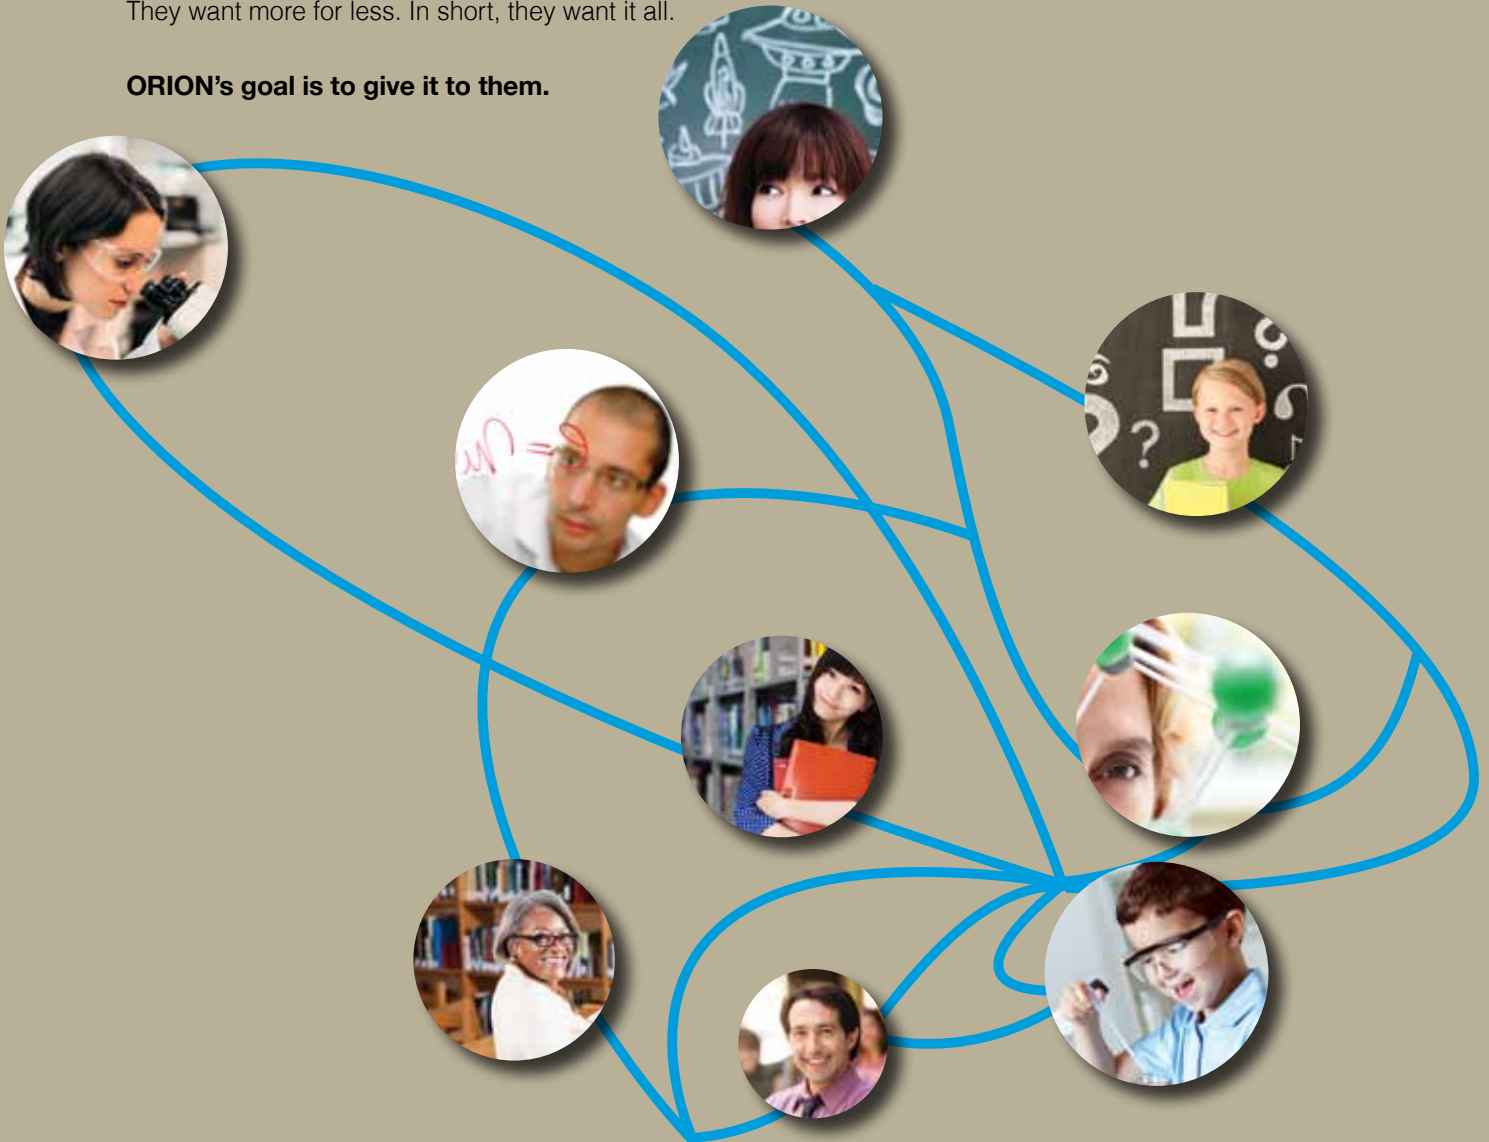 They want more for less. In short, they want it all.
ORION’s goal is to give it to them.